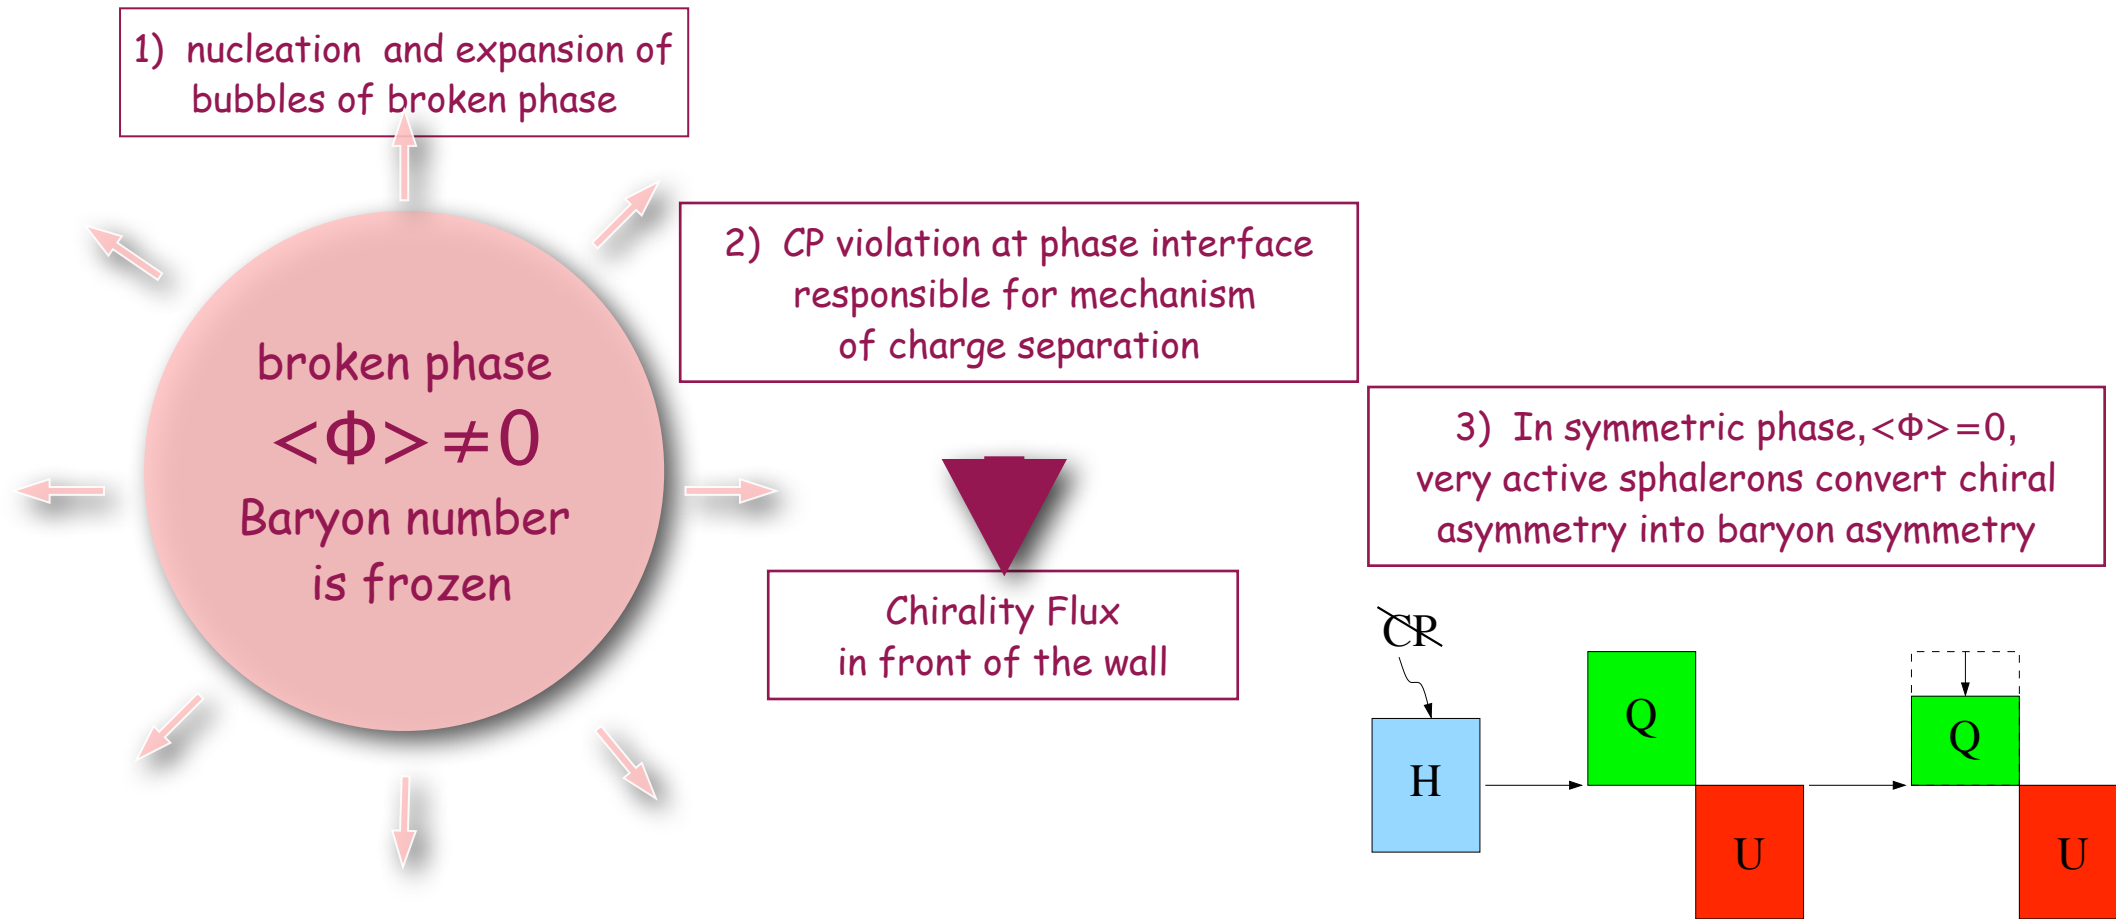 1) nucleation and expansion of
bubbles of broken phase
2) CP violation at phase interface
responsible for mechanism
of charge separation
broken phase
<Φ>≠0
Baryon number
is frozen
3) In symmetric phase,<Φ>=0,
very active sphalerons convert chiral
asymmetry into baryon asymmetry
Chirality Flux
in front of the wall
CP
H
Q
U
Q
U